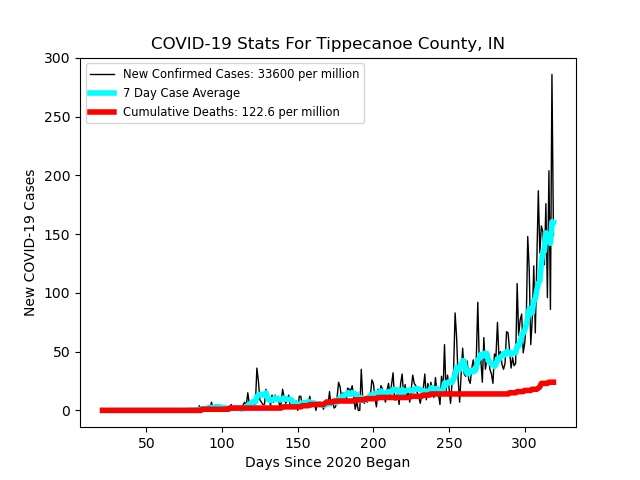 COVID-19 Stats For Tippecanoe County, IN
New Confirmed Cases: 33600 per million
7 Day Case Average
Cumulative Deaths: 122.6 per million
300
250
200
150
100
50
0
New COVID-19 Cases
50 100 150 200 250 300
Days Since 2020 Began